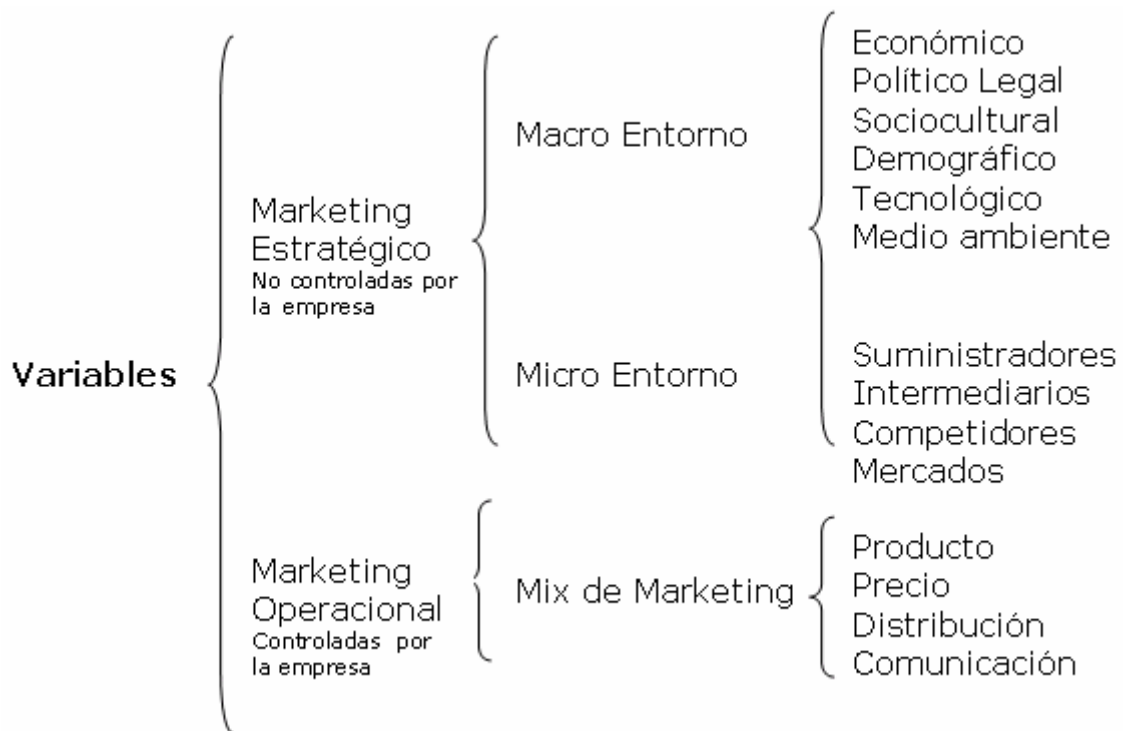 Variables
Marketing
Estratégico
No controladas por
la empresa
Macro Entorno
Económico
Político Legal
Sociocultural
Demográfico
Tecnológico
Medio ambiente
Micro Entorno
Suministradores
Intermediarios
Competidores
Mercados
Marketing
Operacional
Controladas por
la empresa
Mix de Marketing
Producto
Precio
Distribución
Comunicación